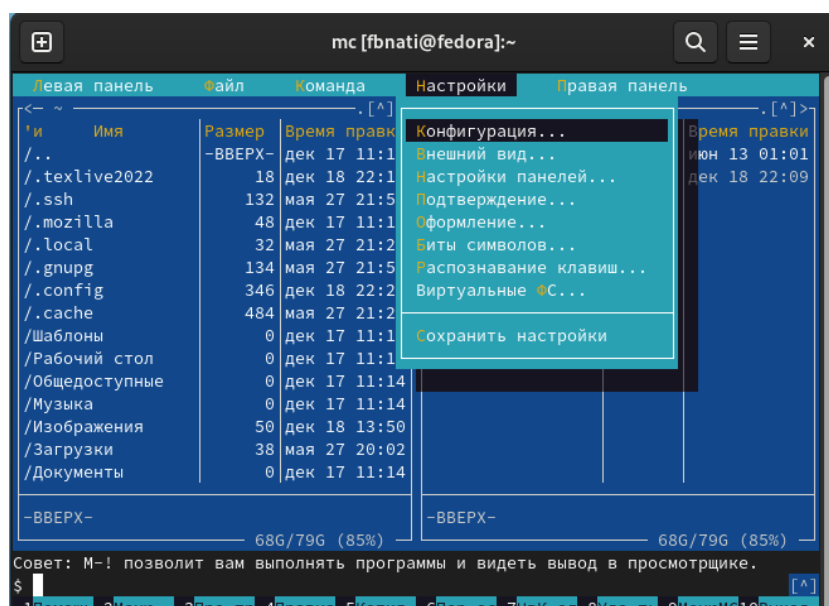 mc [fbnati@fedora]:~
Левая панель Файл Команда Настройки Правая панель
<— ~ .[^] .[^]>
'и Имя Размер Время правк Время правки
/.. -ВВЕРХ- дек 17 11:1 июн 13 01:01
/.texlive2022 18 дек 18 22:1 дек 18 22:09
/.ssh 132 мая 27 21:5
/.mozilla 48 дек 17 11:1
/.local 32 мая 27 21:2
/.gnupg 134 мая 27 21:5
/.config 346 дек 18 22:2
/.cache 484 мая 27 21:2
/Шаблоны 0 дек 17 11:1
/Рабочий стол 0 дек 17 11:1
/Общедоступные 0 дек 17 11:14
/Музыка 0 дек 17 11:14
/Изображения 50 дек 18 13:50
/Загрузки 38 мая 27 20:02
/Документы 0 дек 17 11:14
Конфигурация...
Внешний вид...
Настройки панелей...
Подтверждение...
Оформление...
Биты символов...
Распознавание клавиш...
Виртуальные ФС...
Сохранить настройки
-ВВЕРХ- -ВВЕРХ-
68G/79G (85%) 68G/79G (85%)
Совет: M-! позволит вам выполнять программы и видеть вывод в просмотрщике.
$ [^]